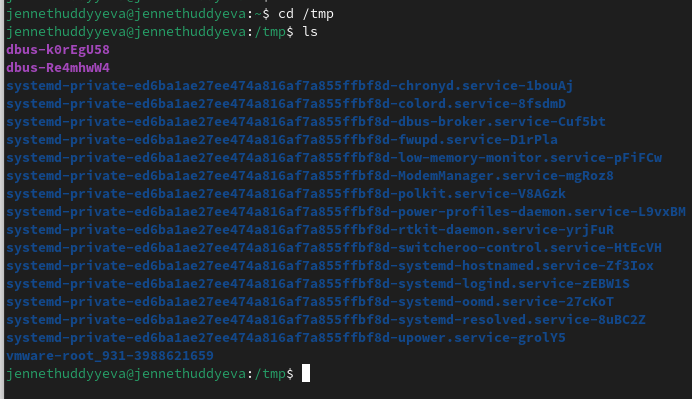 jennethuddyyeva@jennethuddyeva:~$ cd /tmp
jennethuddyyeva@jennethuddyeva:/tmp$ ls
dbus-k0rEgU58
dbus-Re4mhwW4
systemd-private-ed6ba1ae27ee474a816af7a855ffbf8d-chronyd.service-1bouAj
systemd-private-ed6ba1ae27ee474a816af7a855ffbf8d-colord.service-8fsdmD
systemd-private-ed6ba1ae27ee474a816af7a855ffbf8d-dbus-broker.service-Cuf5bt
systemd-private-ed6ba1ae27ee474a816af7a855ffbf8d-fwupd.service-D1rPla
systemd-private-ed6ba1ae27ee474a816af7a855ffbf8d-low-memory-monitor.service-pFiFCw
systemd-private-ed6ba1ae27ee474a816af7a855ffbf8d-ModemManager.service-mgRoz8
systemd-private-ed6ba1ae27ee474a816af7a855ffbf8d-polkit.service-V8AGzk
systemd-private-ed6ba1ae27ee474a816af7a855ffbf8d-power-profiles-daemon.service-L9vxBM
systemd-private-ed6ba1ae27ee474a816af7a855ffbf8d-rtkit-daemon.service-yrjFuR
systemd-private-ed6ba1ae27ee474a816af7a855ffbf8d-switcheroo-control.service-HtEcVH
systemd-private-ed6ba1ae27ee474a816af7a855ffbf8d-systemd-hostnamed.service-Zf3Iox
systemd-private-ed6ba1ae27ee474a816af7a855ffbf8d-systemd-logind.service-zEBW1S
systemd-private-ed6ba1ae27ee474a816af7a855ffbf8d-systemd-oomd.service-27cKoT
systemd-private-ed6ba1ae27ee474a816af7a855ffbf8d-systemd-resolved.service-8uBC2Z
systemd-private-ed6ba1ae27ee474a816af7a855ffbf8d-upower.service-grolY5
vmware-root_931-3988621659
jennethuddyyeva@jennethuddyeva:/tmp$